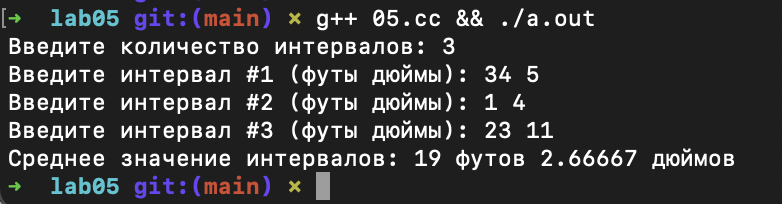 [➜  lab05 git:(main) ✗ g++ 05.cc && ./a.out
Введите количество интервалов: 3
Введите интервал #1 (футы дюймы): 34 5
Введите интервал #2 (футы дюймы): 1 4
Введите интервал #3 (футы дюймы): 23 11
Среднее значение интервалов: 19 футов 2.66667 дюймов
➜  lab05 git:(main) ✗